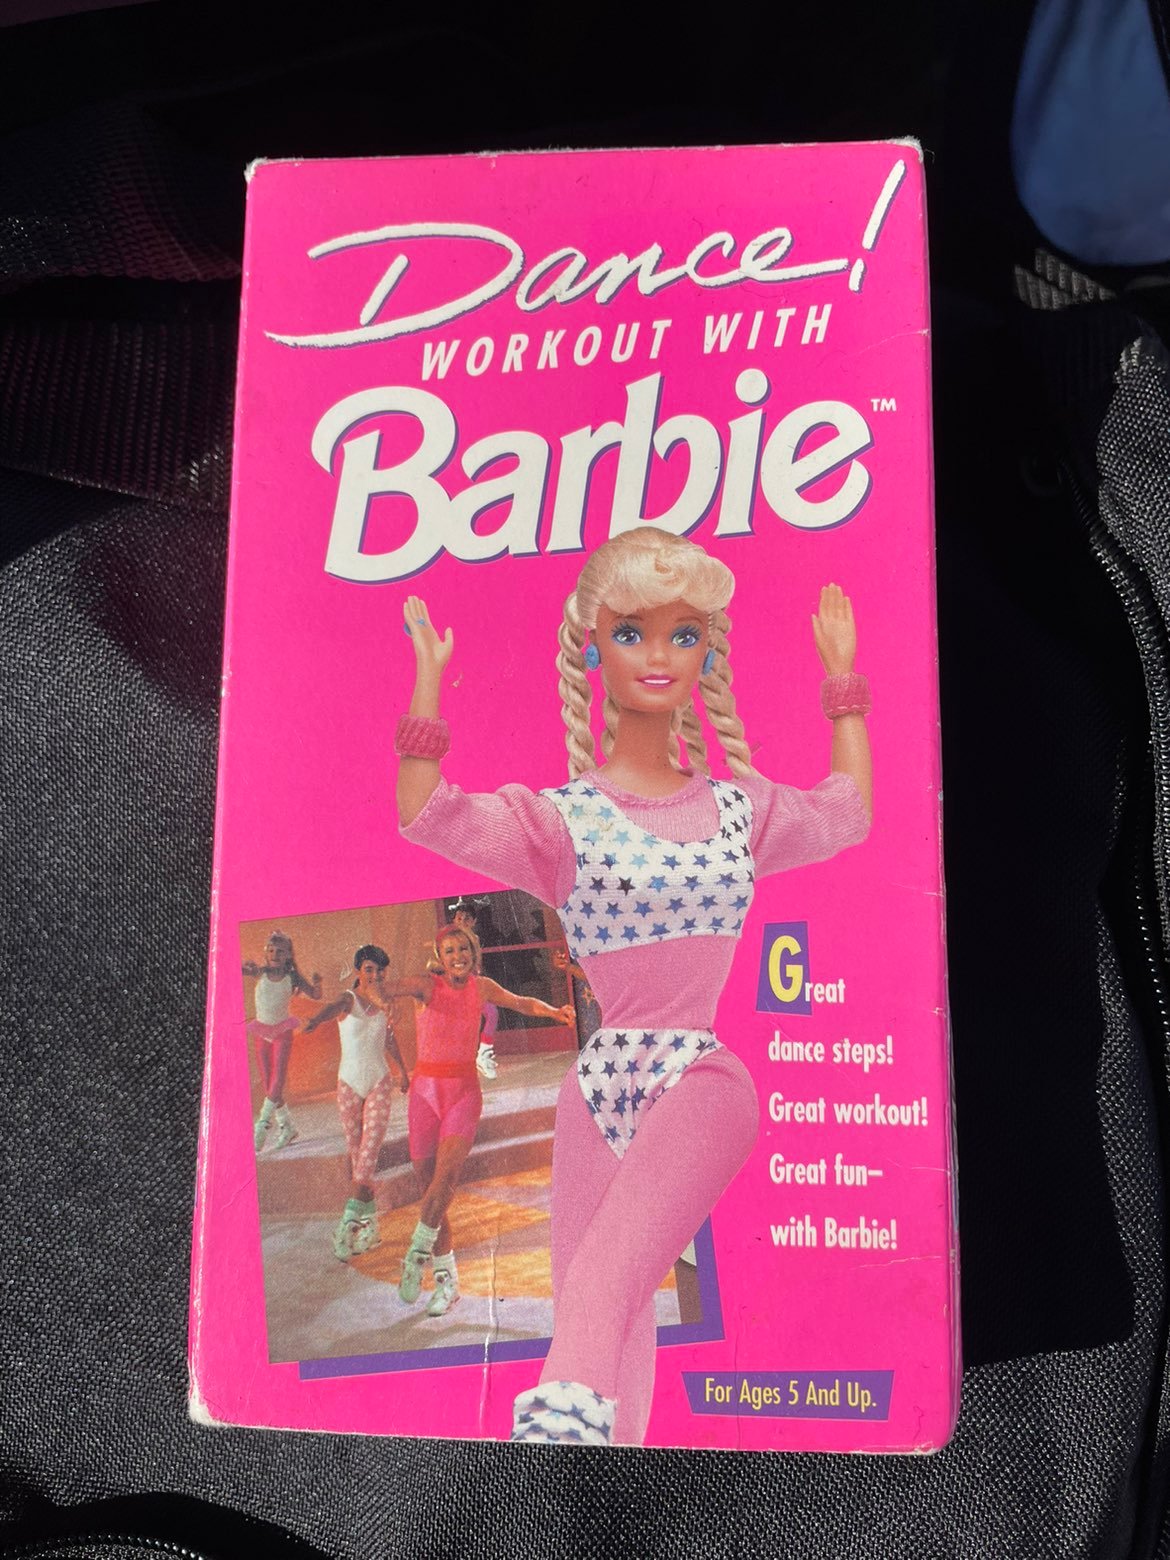 Dance!
WORKOUT WITH
Barbie™
Great
dance steps!
Great workout!
Great fun–
with Barbie!
For Ages 5 And Up.